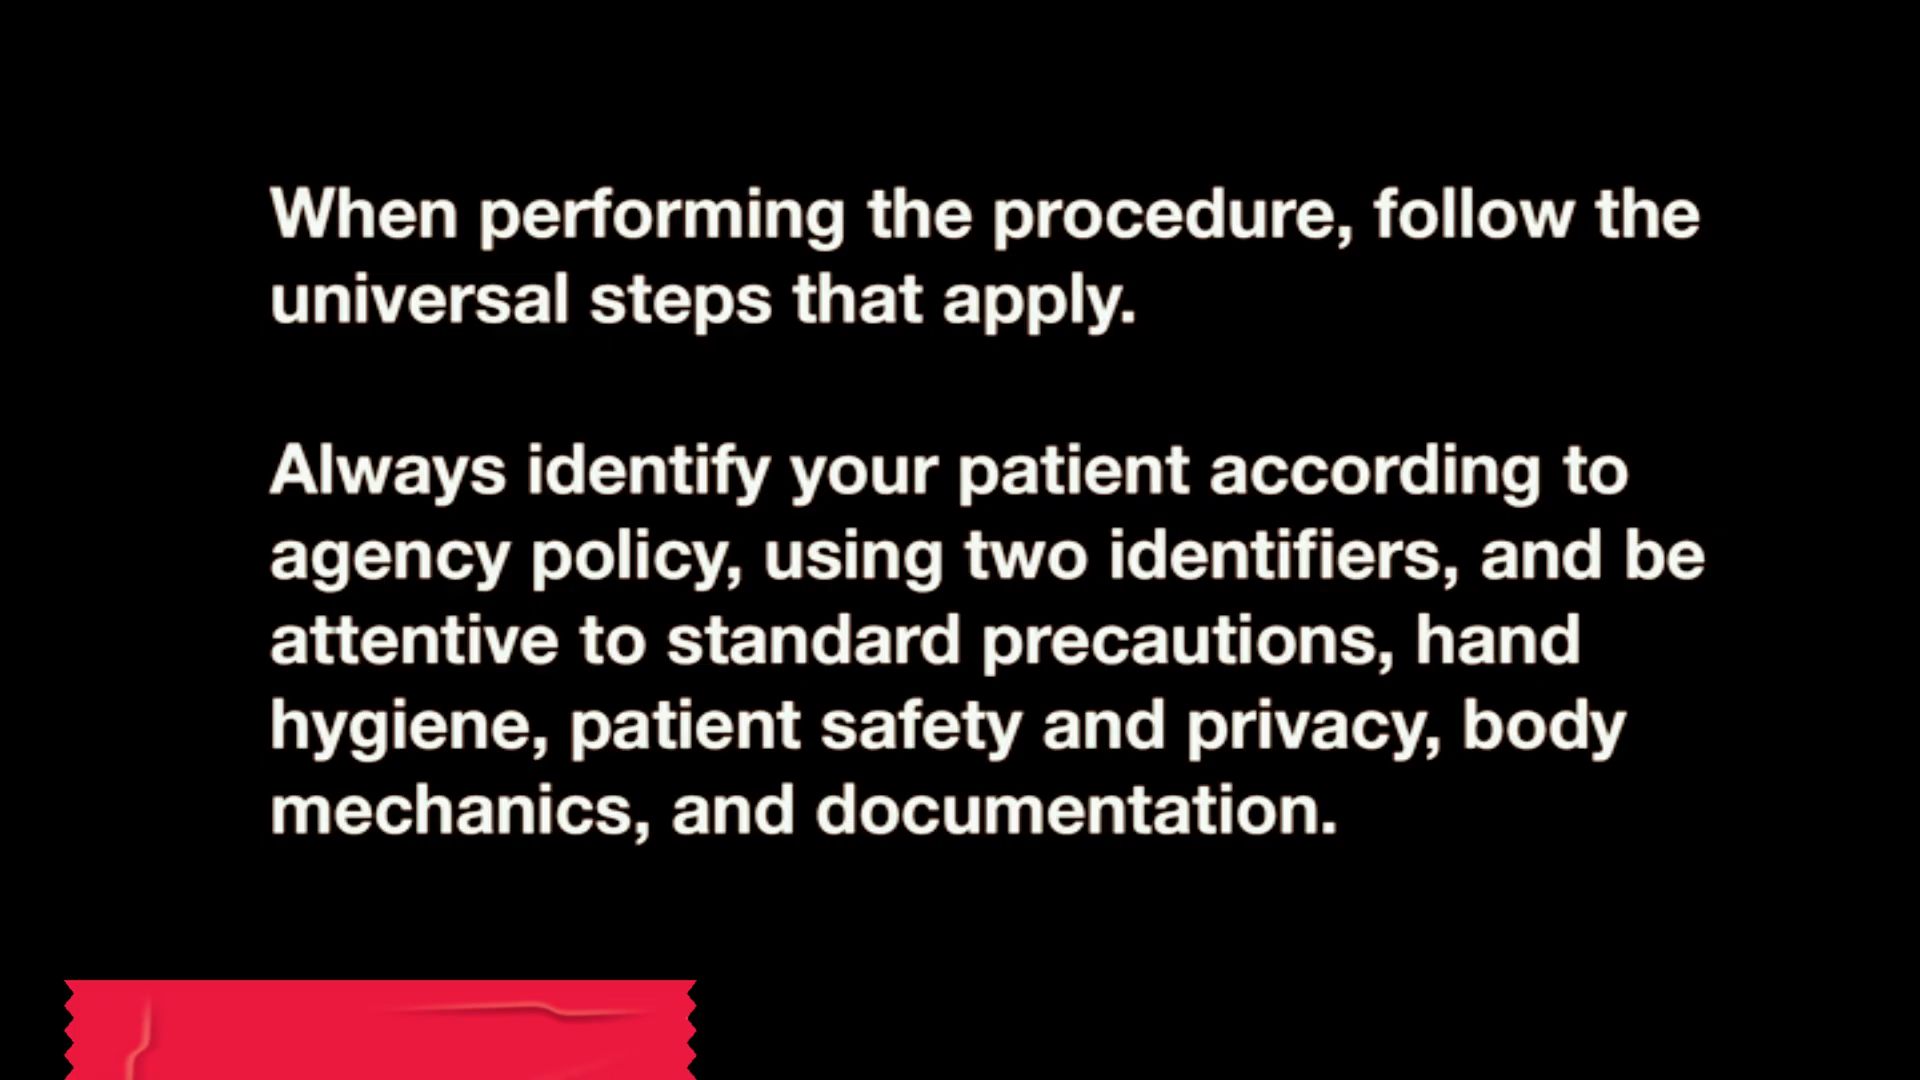 When performing the procedure, follow the
universal steps that apply.
Always identify your patient according to
agency policy, using two identifiers, and be
attentive to standard precautions, hand
hygiene, patient safety and privacy, body
mechanics, and documentation.